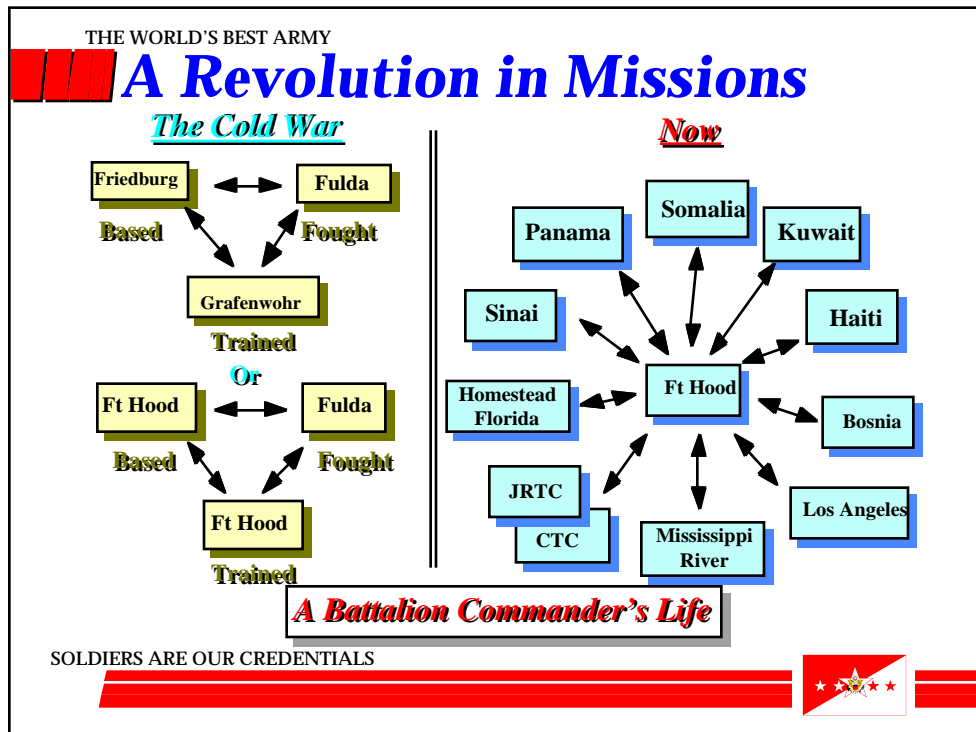 THE WORLD'S BEST ARMY
A Revolution in Missions
The Cold War
Friedburg
Fulda
Based
Fought
Grafenwohr
Trained
Or
Ft Hood
Fulda
Based
Fought
Ft Hood
Trained
Now
Somalia
Panama
Kuwait
Sinai
Haiti
Ft Hood
Homestead
Florida
Bosnia
JRTC
CTC
Los Angeles
Mississippi
River
A Battalion Commander's Life
SOLDIERS ARE OUR CREDENTIALS